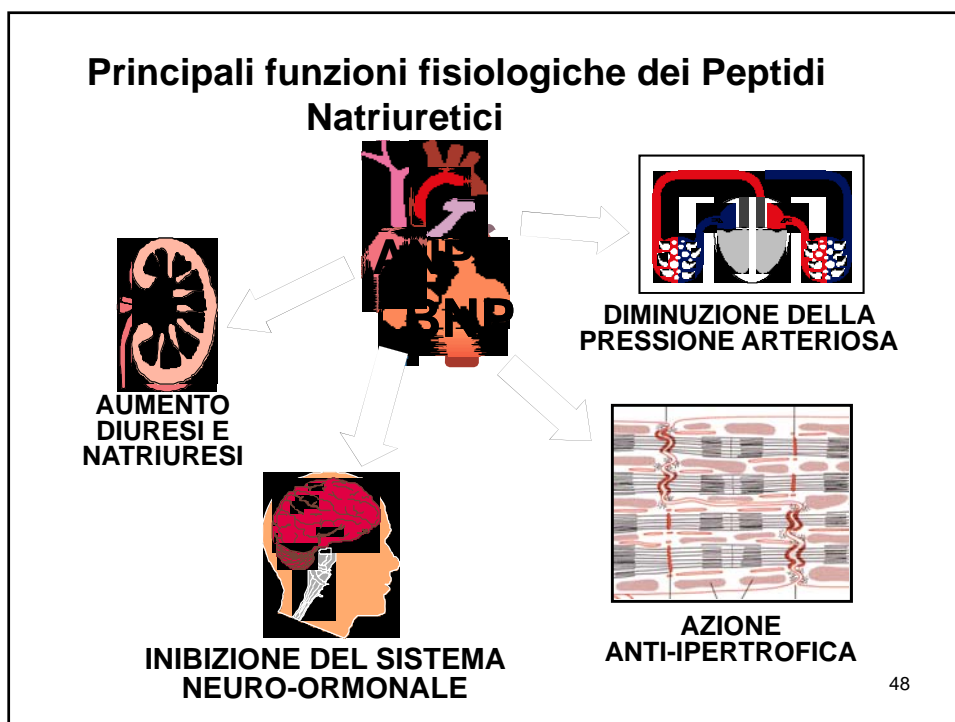 Principali funzioni fisiologiche dei Peptidi
Natriuretici
ANP
BNP
DIMINUZIONE DELLA
PRESSIONE ARTERIOSA
AUMENTO
DIURESI E
NATRIURESI
AZIONE
ANTI-IPERTROFICA
INIBIZIONE DEL SISTEMA
NEURO-ORMONALE
48